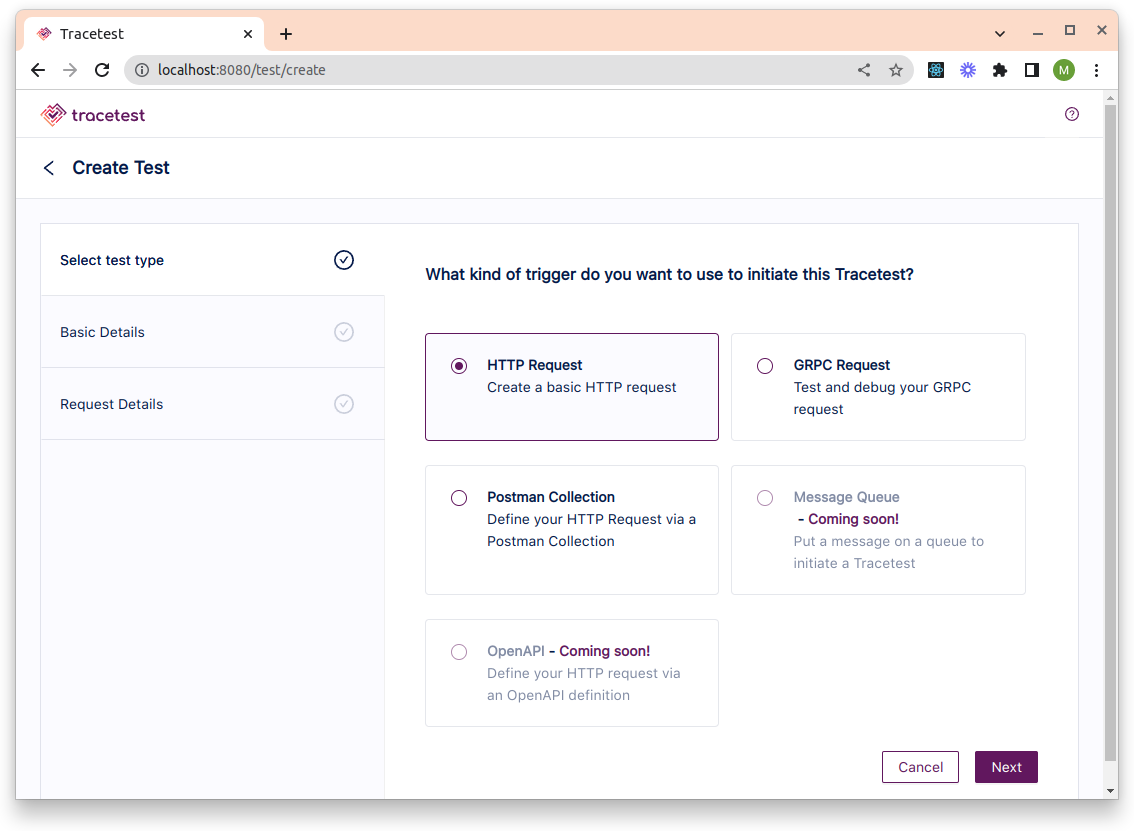 Tracetest
localhost:8080/test/create
M
tracetest
Create Test
Select test type
Basic Details
Request Details
What kind of trigger do you want to use to initiate this Tracetest?
HTTP Request
Create a basic HTTP request
GRPC Request
Test and debug your GRPC
request
Postman Collection
Define your HTTP Request via a
Postman Collection
Message Queue
- Coming soon!
Put a message on a queue to
initiate a Tracetest
OpenAPI - Coming soon!
Define your HTTP request via
an OpenAPI definition
Cancel
Next